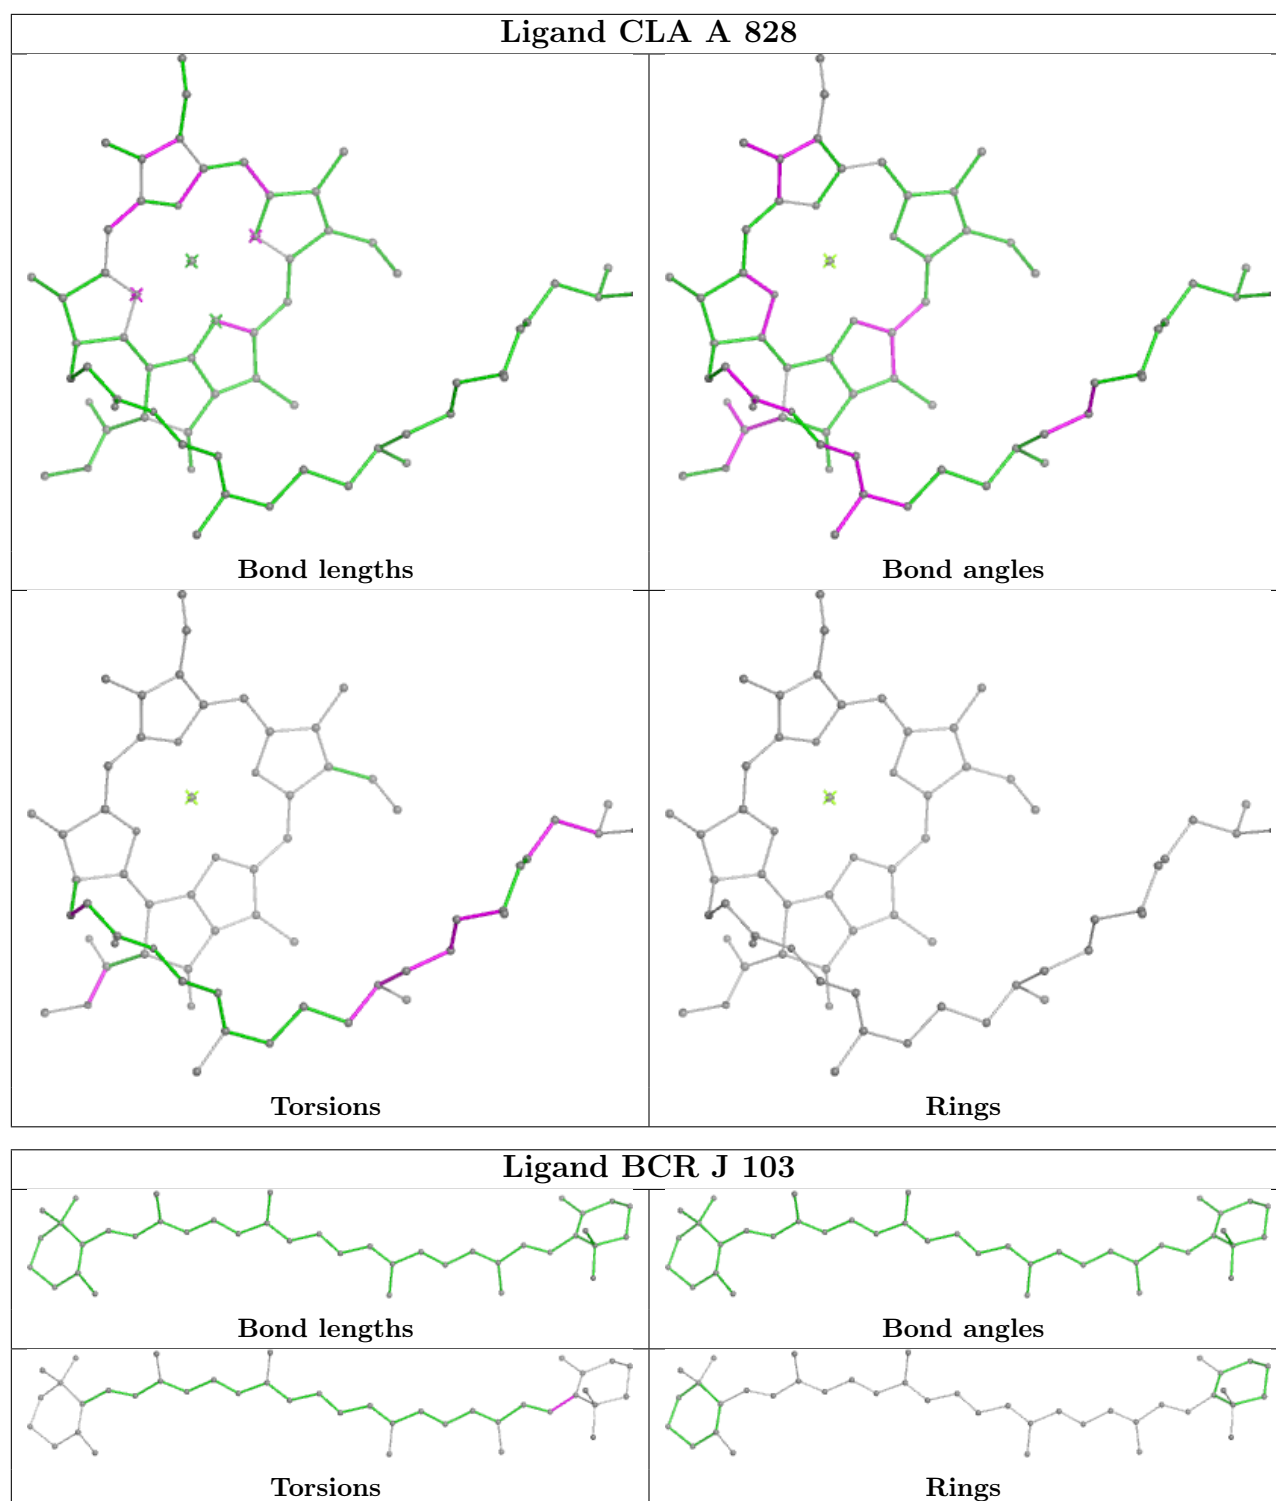 Ligand CLA A 828
Bond lengths
Bond angles
Torsions
Rings
Ligand BCR J 103
Bond lengths
Bond angles
Torsions
Rings